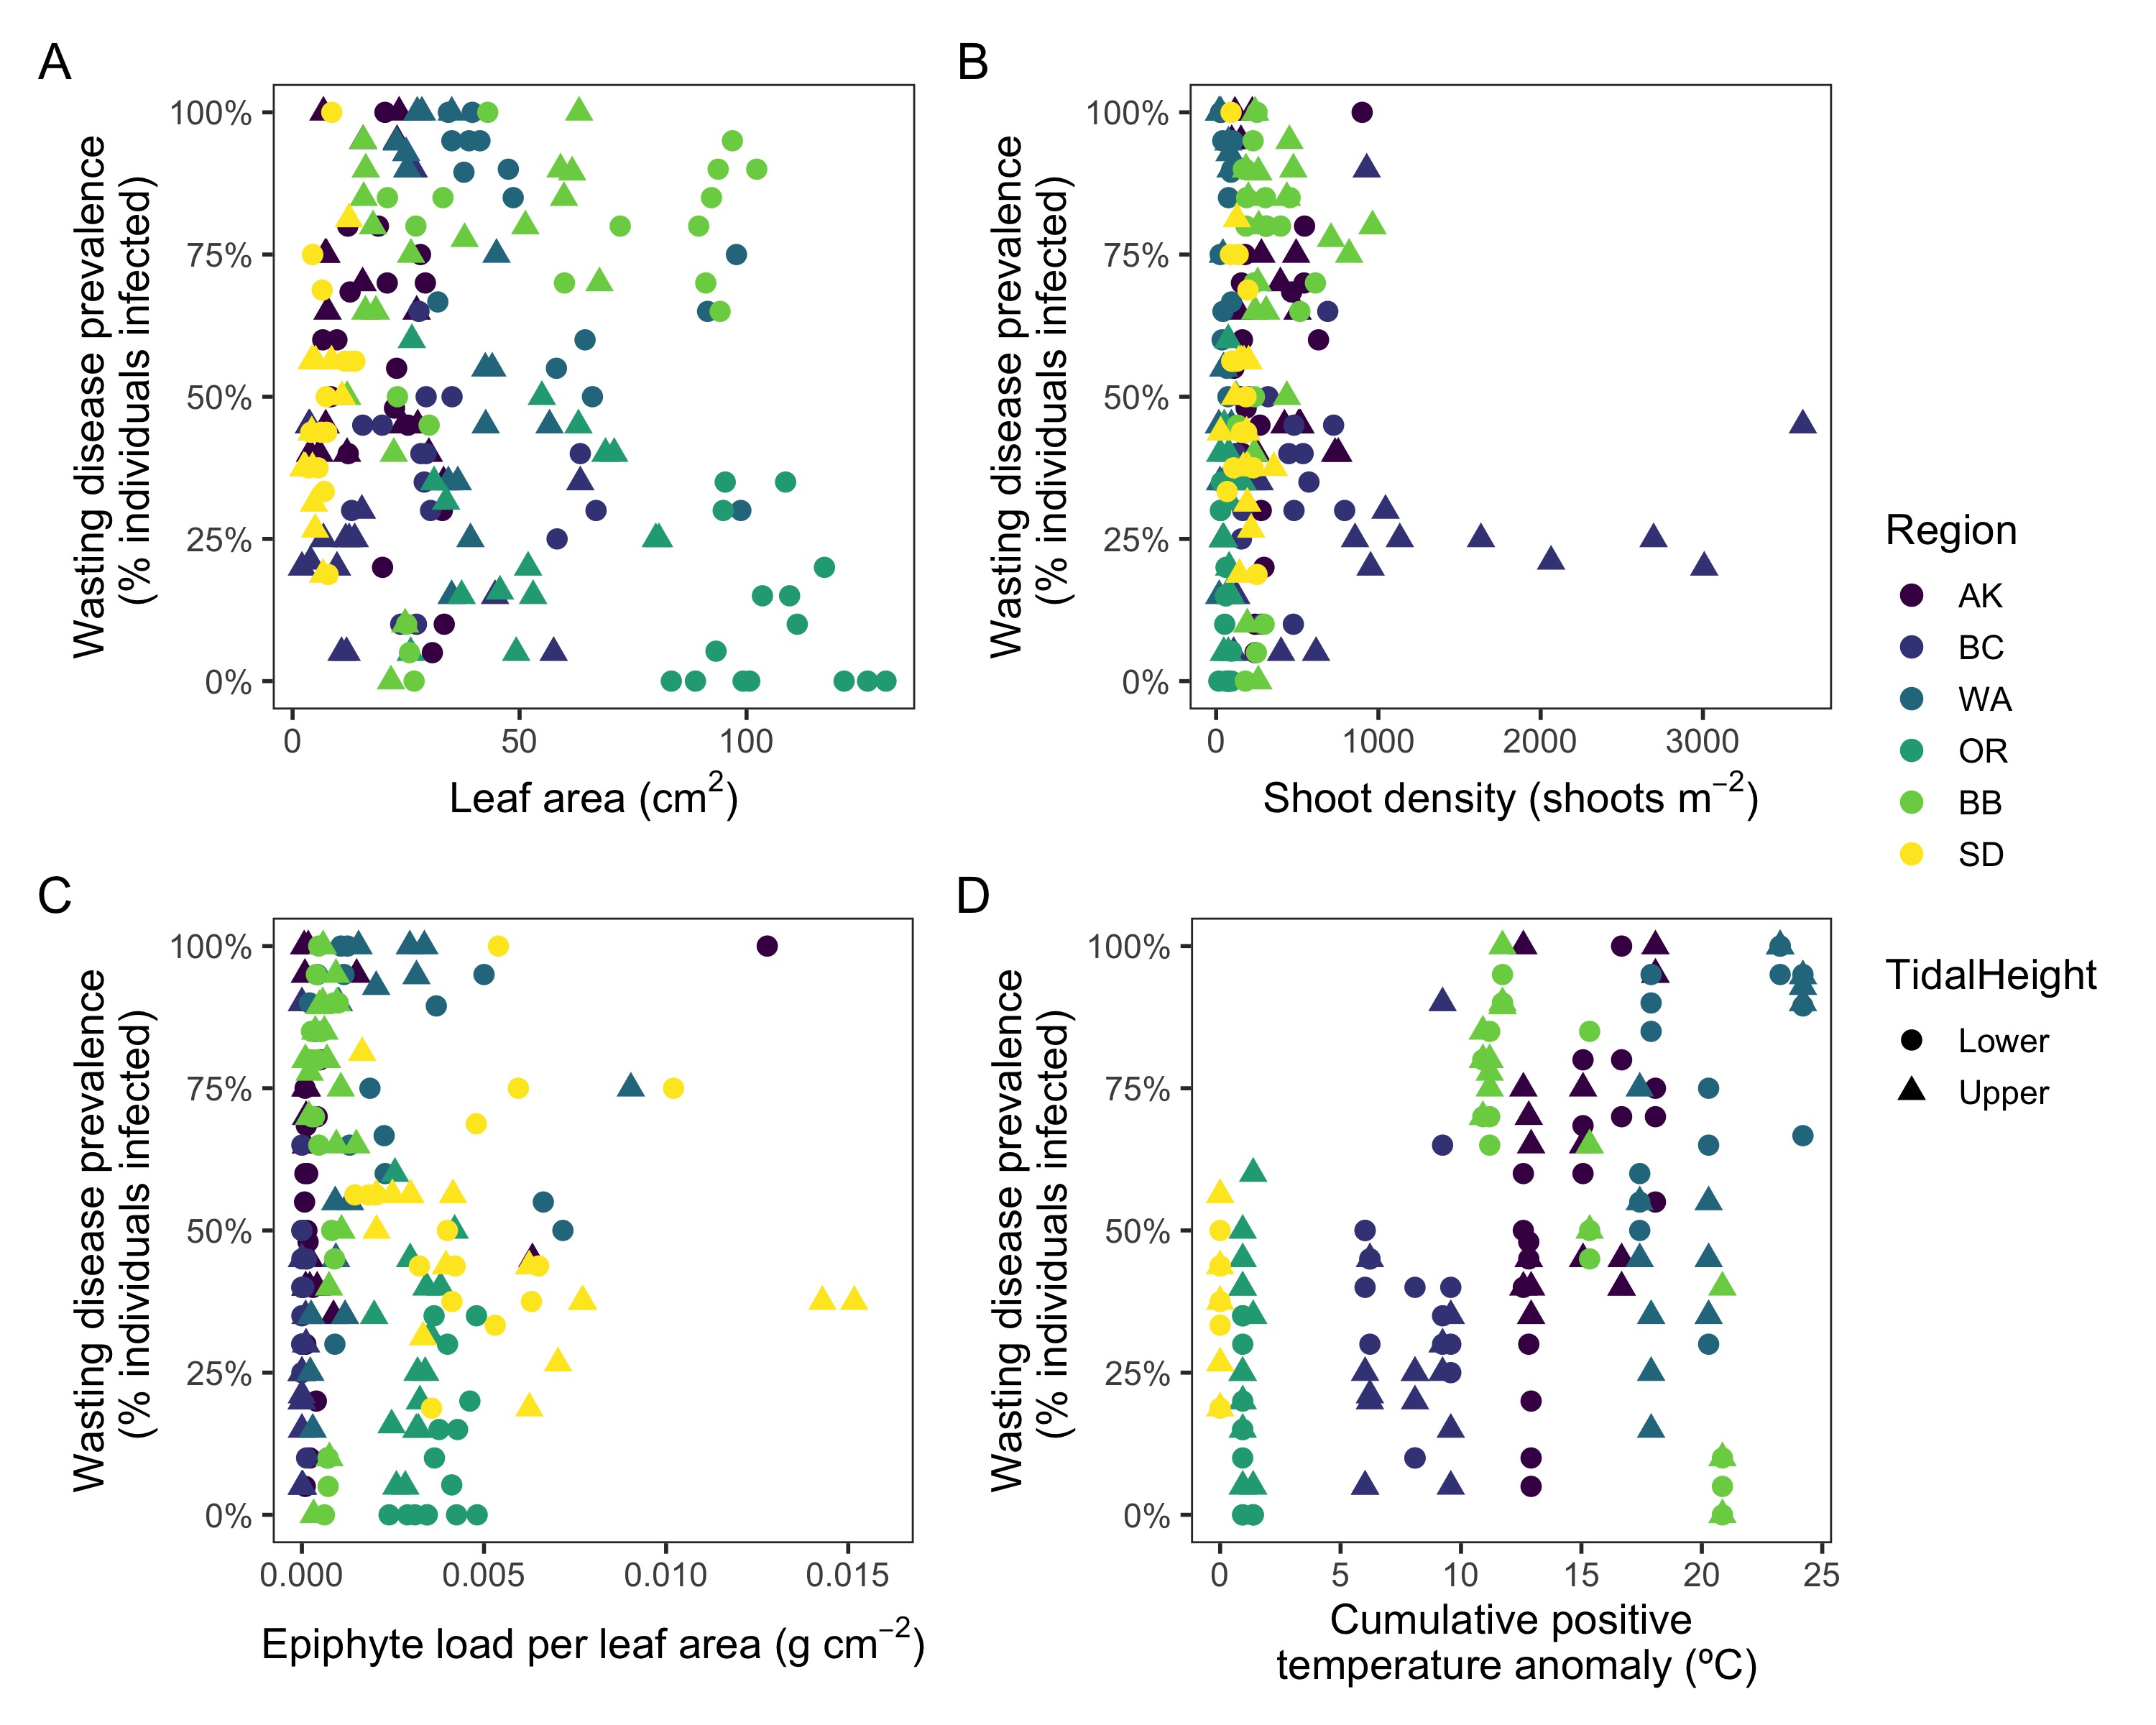 A
Wasting disease prevalence
(% individuals infected)
100%
75%
50%
25%
0%
0 50 100
Leaf area (cm²)
B
Wasting disease prevalence
(% individuals infected)
100%
75%
50%
25%
0%
0 1000 2000 3000
Shoot density (shoots m⁻²)
C
Wasting disease prevalence
(% individuals infected)
100%
75%
50%
25%
0%
0.000 0.005 0.010 0.015
Epiphyte load per leaf area (g cm⁻²)
D
Wasting disease prevalence
(% individuals infected)
100%
75%
50%
25%
0%
0 5 10 15 20 25
Cumulative positive
temperature anomaly (ºC)
Region
AK
BC
WA
OR
BB
SD
TidalHeight
Lower
Upper